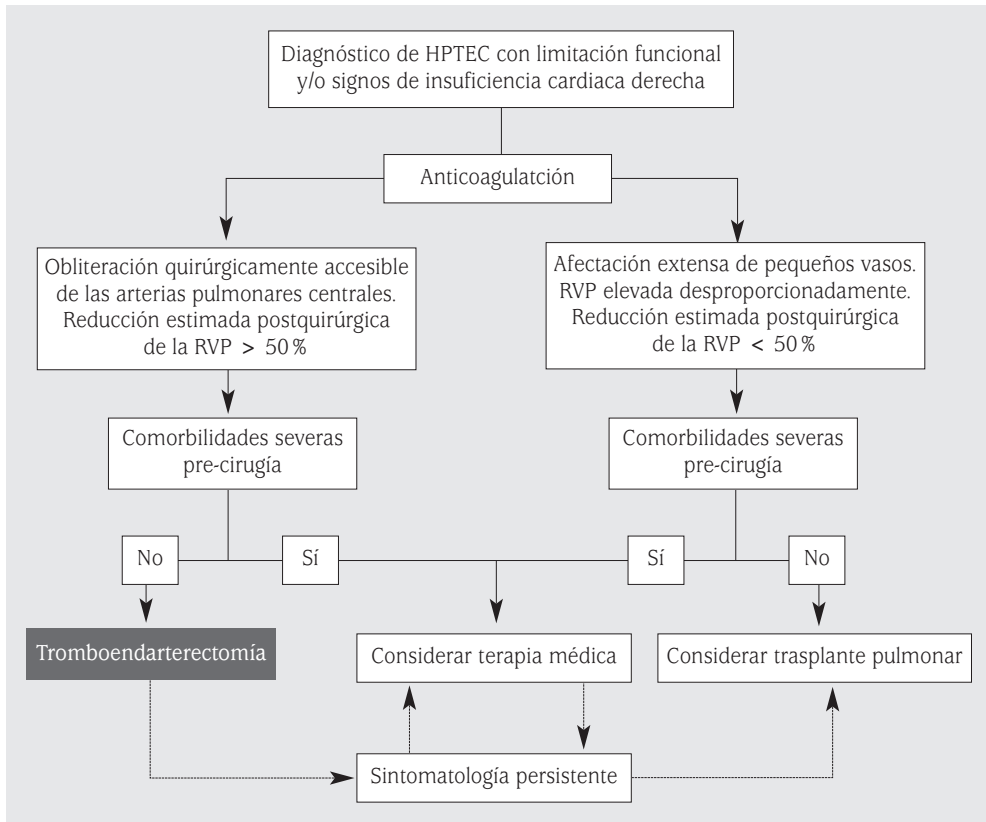 Diagnóstico de HPTEC con limitación funcional
y/o signos de insuficiencia cardiaca derecha
Anticoagulatción
Obliteración quirúrgicamente accesible
de las arterias pulmonares centrales.
Reducción estimada postquirúrgica
de la RVP > 50 %
Afectación extensa de pequeños vasos.
RVP elevada desproporcionadamente.
Reducción estimada postquirúrgica
de la RVP < 50 %
Comorbilidades severas
pre-cirugía
Comorbilidades severas
pre-cirugía
No
Sí
Sí
No
Tromboendarterectomía
Considerar terapia médica
Considerar trasplante pulmonar
Sintomatología persistente